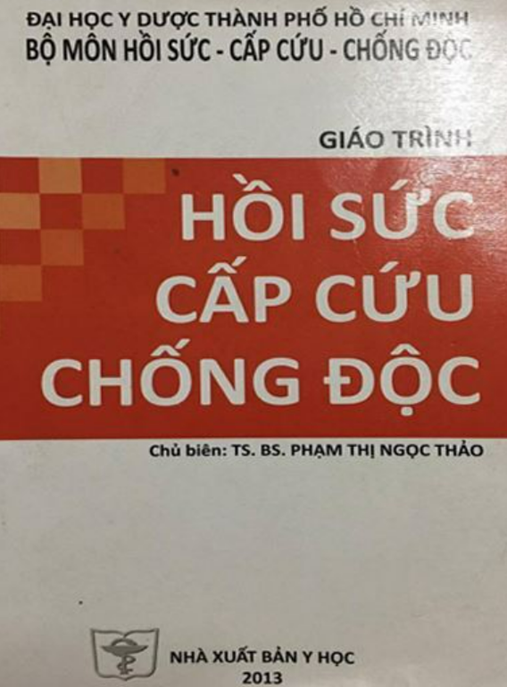 ĐẠI HỌC Y DƯỢC THÀNH PHỐ HỒ CHÍ MINH
BỘ MÔN HỒI SỨC - CẤP CỨU - CHỐNG ĐỘC
GIÁO TRÌNH
HỒI SỨC
CẤP CỨU
CHỐNG ĐỘC
Chủ biên: TS. BS. PHẠM THỊ NGỌC THẢO
NHÀ XUẤT BẢN Y HỌC
2013